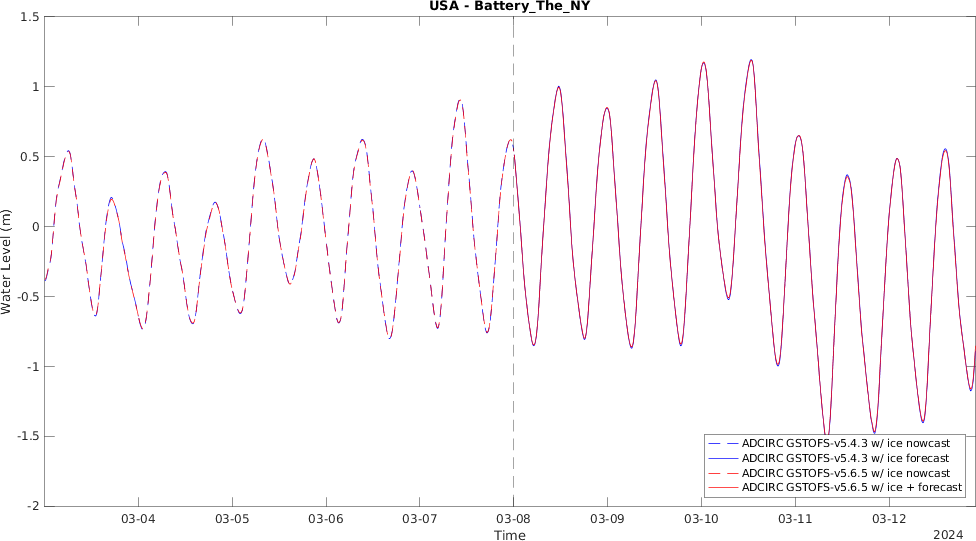 USA - Battery_The_NY
1.5
1
0.5
0
-0.5
-1
-1.5
-2
Water Level (m)
ADCIRC GSTOFS-v5.4.3 w/ ice nowcast
ADCIRC GSTOFS-v5.4.3 w/ ice forecast
ADCIRC GSTOFS-v5.6.5 w/ ice nowcast
ADCIRC GSTOFS-v5.6.5 w/ ice + forecast
03-04 03-05 03-06 03-07 03-08 03-09 03-10 03-11 03-12
Time
2024